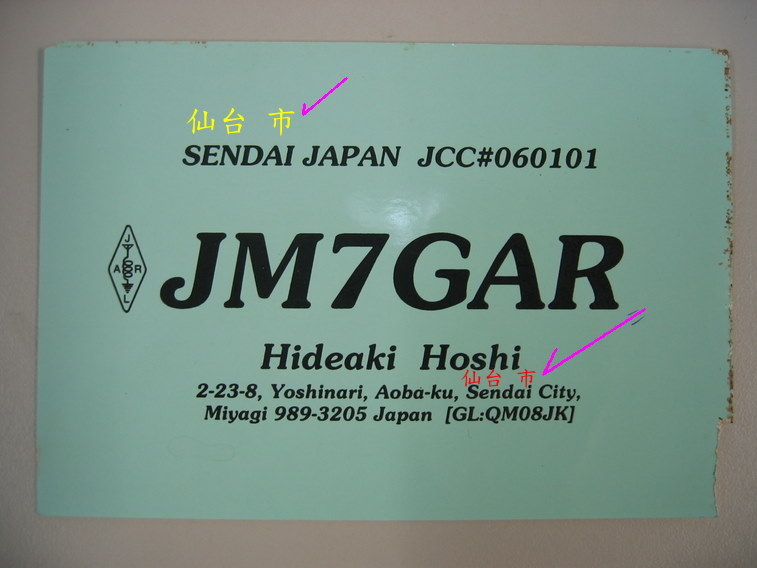 仙台 市
SENDAI JAPAN JCC#060101
J
A R
L
JM7GAR
Hideaki Hoshi
仙台 市
2-23-8, Yoshinari, Aoba-ku, Sendai City,
Miyagi 989-3205 Japan [GL:QM08JK]